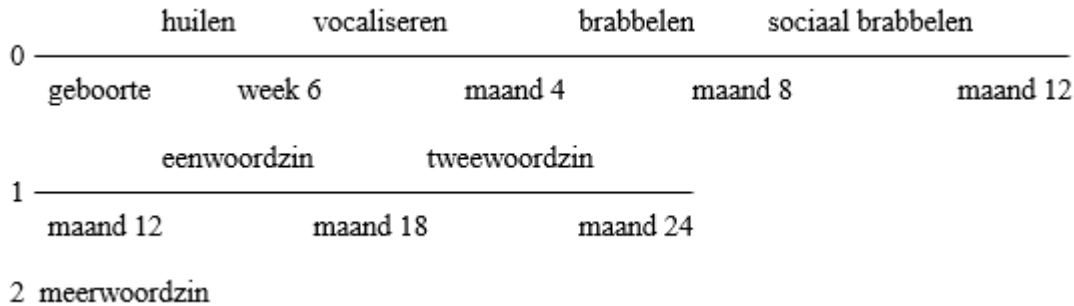 huilen vocaliseren brabbelen sociaal brabbelen
0
geboorte week 6 maand 4 maand 8 maand 12
eenwoordzin tweewoordzin
1
maand 12 maand 18 maand 24
2 meerwoordzin